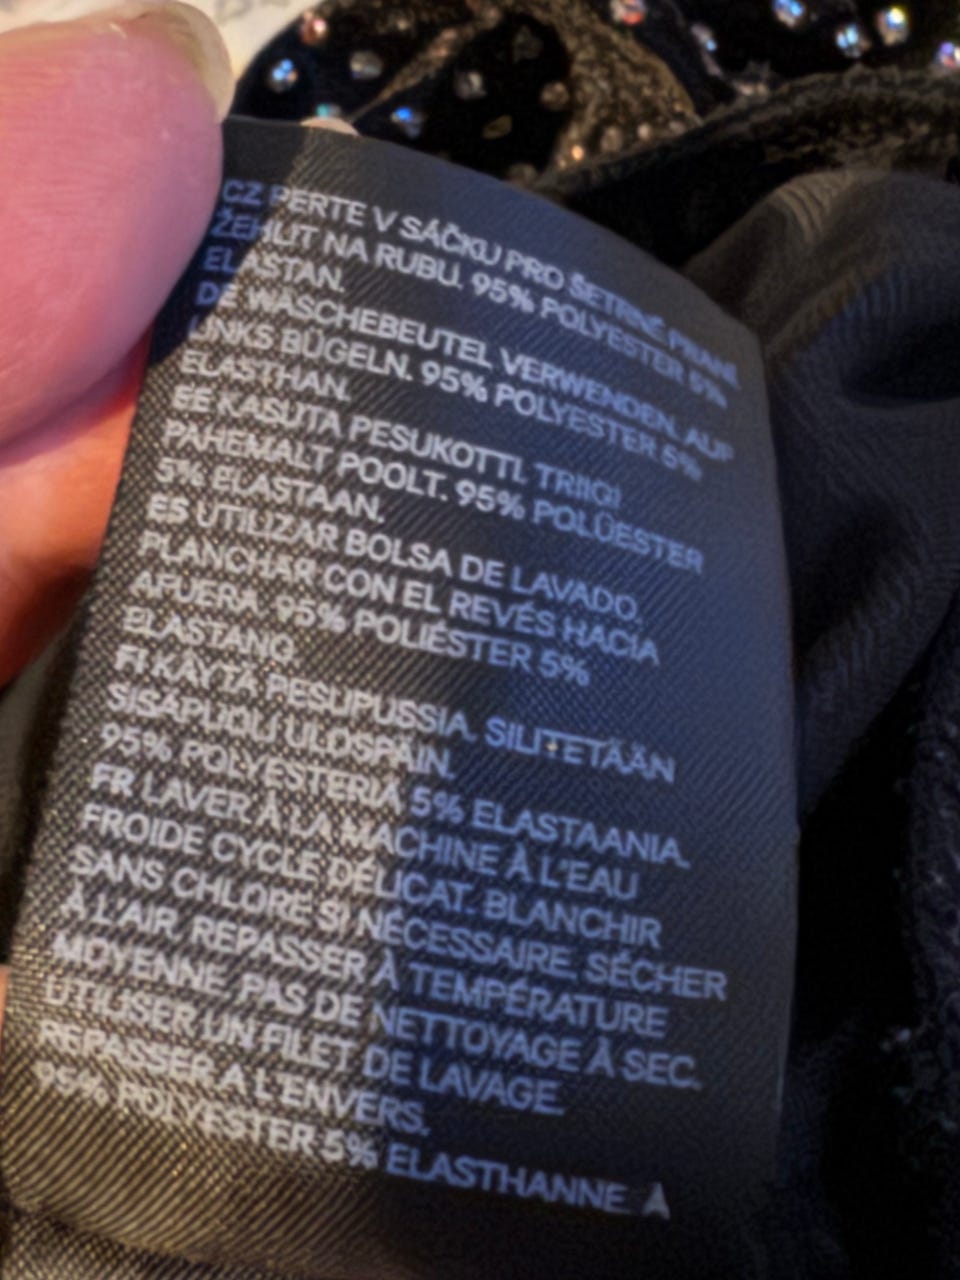 CZ PERTE V SÁČKU PRO ŠETRNÉ PRANÍ.
ŽEHLIT NA RUBU. 95% POLYESTER 5%
ELASTAN.
DE WÄSCHEBEUTEL VERWENDEN. AUF
LINKS BÜGELN. 95% POLYESTER 5%
ELASTHAN.
EE KASUTA PESUKOTTI. TRIIGI
PAHEMALT POOLT. 95% POLÜESTER
5% ELASTAAN.
ES UTILIZAR BOLSA DE LAVADO.
PLANCHAR CON EL REVÉS HACIA
AFUERA. 95% POLIÉSTER 5%
ELASTANO.
FI KÄYTÄ PESUPUSSIA. SILITETÄÄN
SISÄPUOLI ULOSPÄIN.
95% POLYESTERIÄ 5% ELASTAANIA.
FR LAVER À LA MACHINE À L'EAU
FROIDE CYCLE DÉLICAT. BLANCHIR
SANS CHLORE SI NÉCESSAIRE. SÉCHER
À L'AIR. REPASSER À TEMPÉRATURE
MOYENNE. PAS DE NETTOYAGE À SEC.
UTILISER UN FILET DE LAVAGE.
REPASSER A L'ENVERS.
95% POLYESTER 5% ELASTHANNE. Â